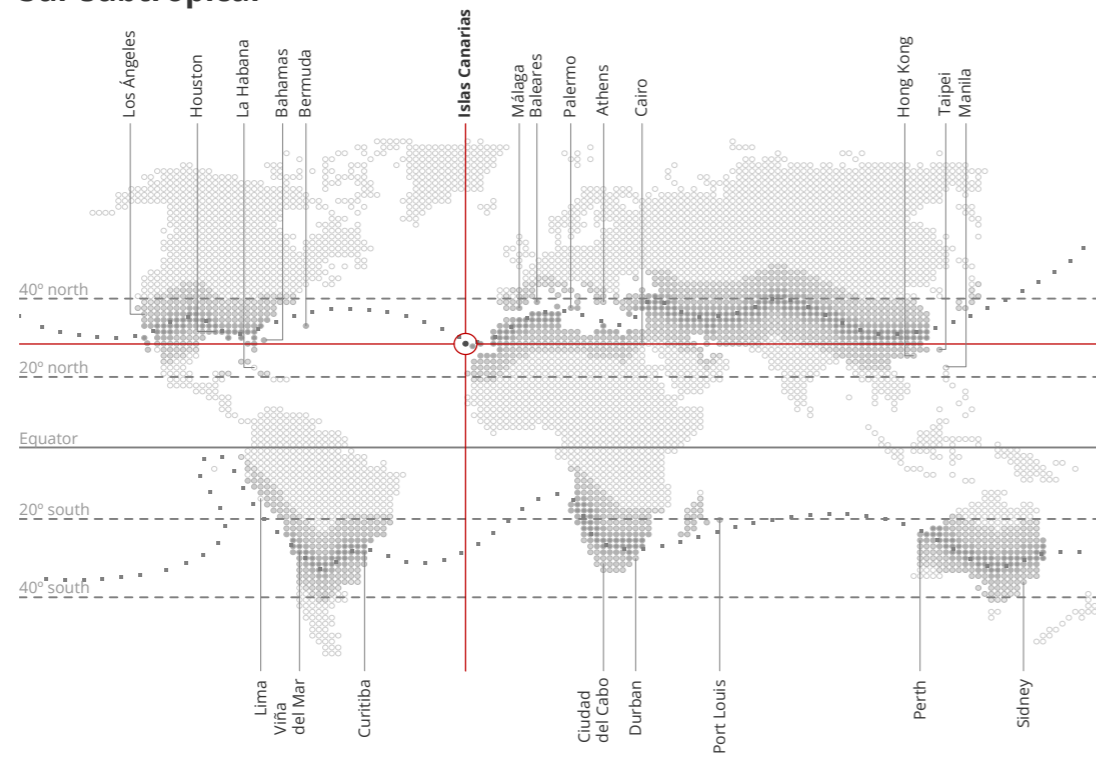 Los Ángeles
Houston
La Habana
Bahamas
Bermuda
Islas Canarias
Málaga
Baleares
Palermo
Athens
Cairo
Hong Kong
Taipei
Manila
40º north
20º north
Equator
20º south
40º south
Lima
Viña
del Mar
Curitiba
Ciudad
del Cabo
Durban
Port Louis
Perth
Sidney